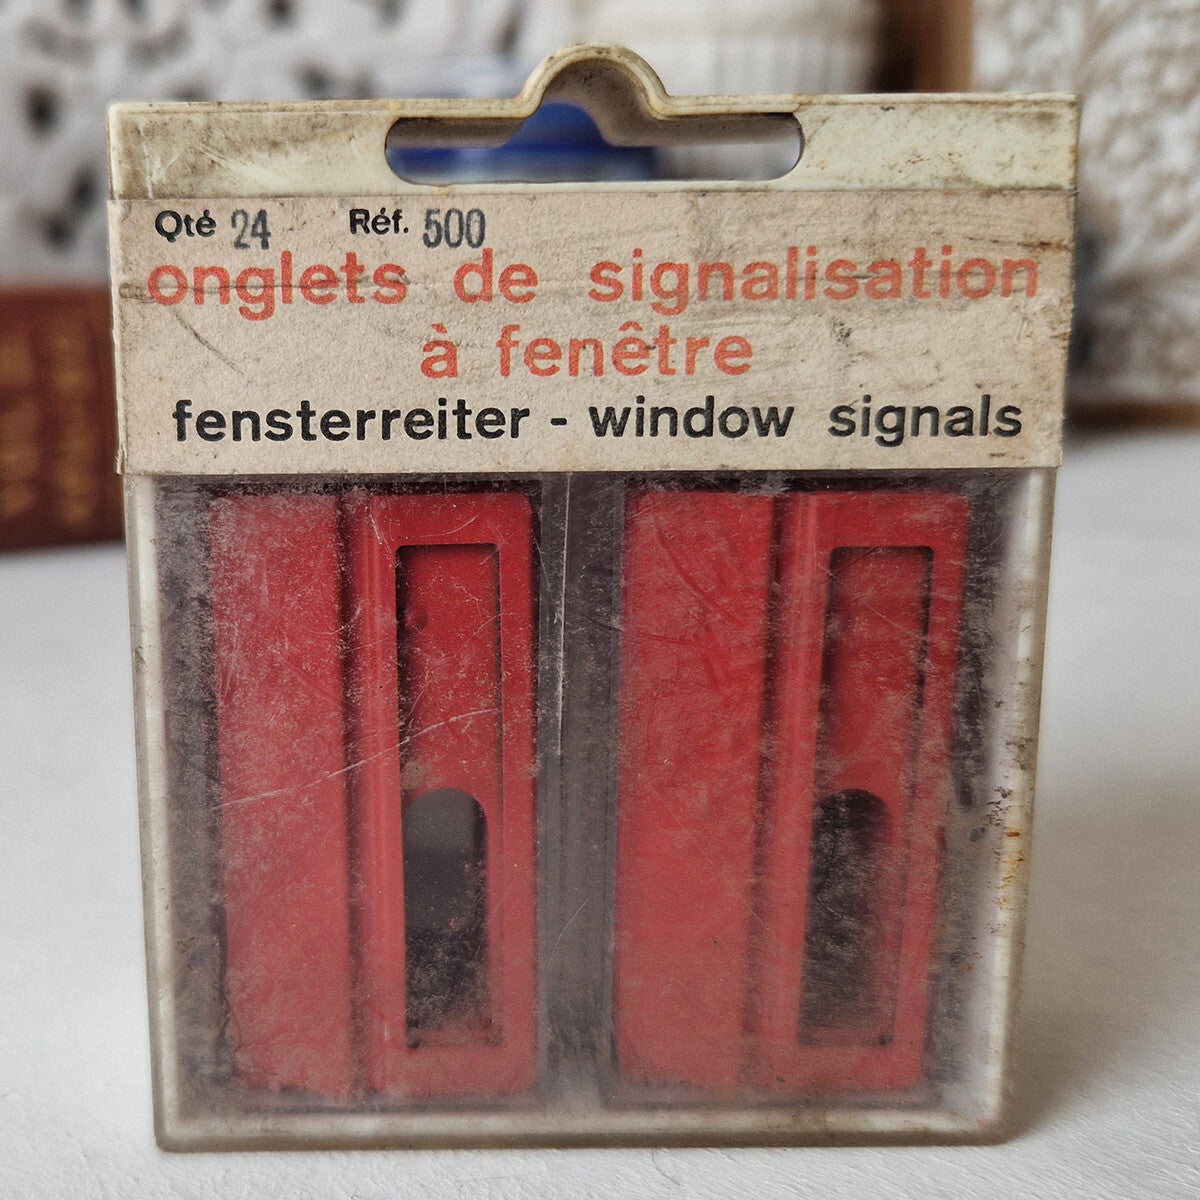 Qté 24 Réf. 500
onglets de signalisation
à fenêtre
fensterreiter - window signals